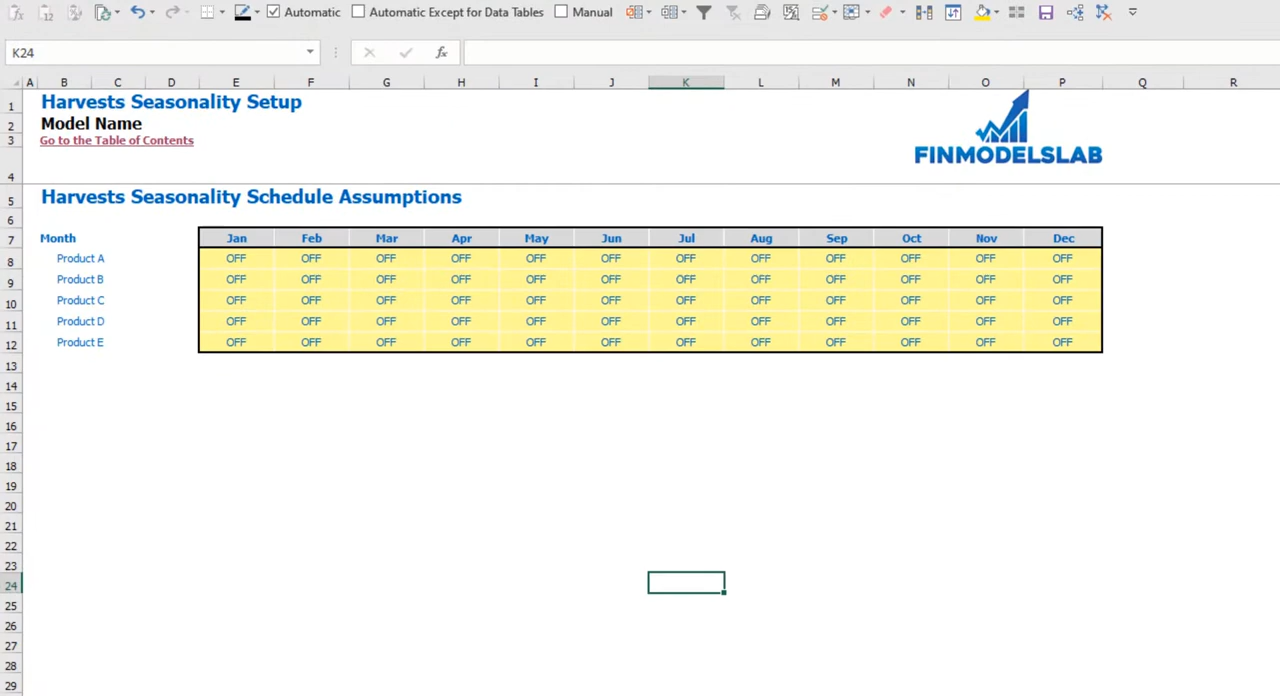 Automatic Automatic Except for Data Tables Manual
K24 fx
A B C D E F G H I J K L M N O P Q R
1 Harvests Seasonality Setup
2 Model Name
3 Go to the Table of Contents
FINMODELSLAB
4
5 Harvests Seasonality Schedule Assumptions
6
7 Month Jan Feb Mar Apr May Jun Jul Aug Sep Oct Nov Dec
8 Product A OFF OFF OFF OFF OFF OFF OFF OFF OFF OFF OFF OFF
9 Product B OFF OFF OFF OFF OFF OFF OFF OFF OFF OFF OFF OFF
10 Product C OFF OFF OFF OFF OFF OFF OFF OFF OFF OFF OFF OFF
11 Product D OFF OFF OFF OFF OFF OFF OFF OFF OFF OFF OFF OFF
12 Product E OFF OFF OFF OFF OFF OFF OFF OFF OFF OFF OFF OFF
13
14
15
16
17
18
19
20
21
22
23
24
25
26
27
28
29